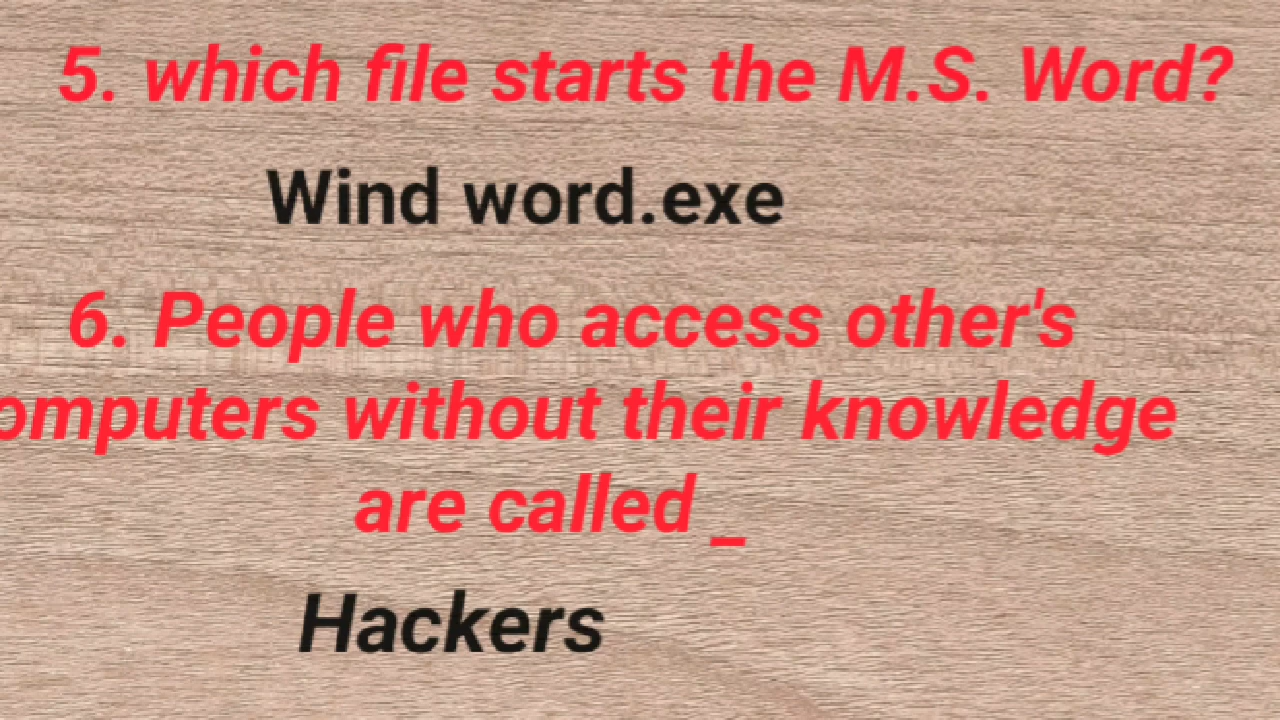 5. which file starts the M.S. Word?
Wind word.exe
6. People who access other's
omputers without their knowledge
are called _
Hackers